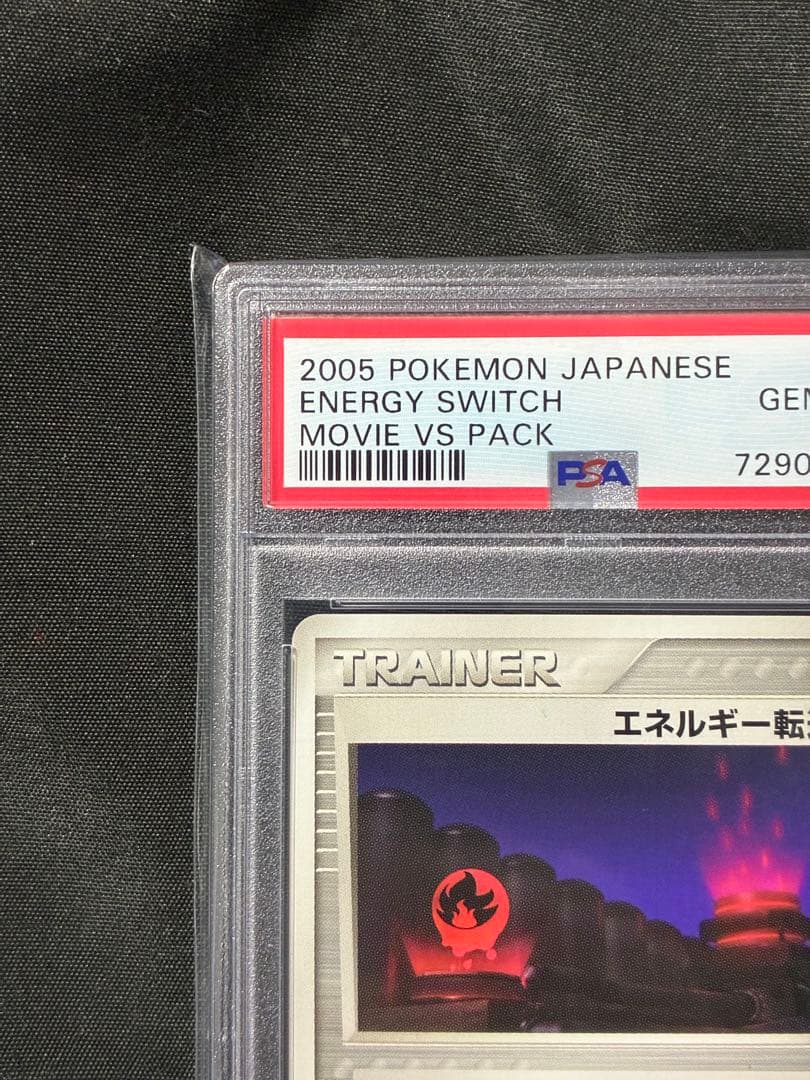 2005 POKEMON JAPANESE
ENERGY SWITCH
GEM
MOVIE VS PACK
PSA
7290
TRAINER
エネルギー転